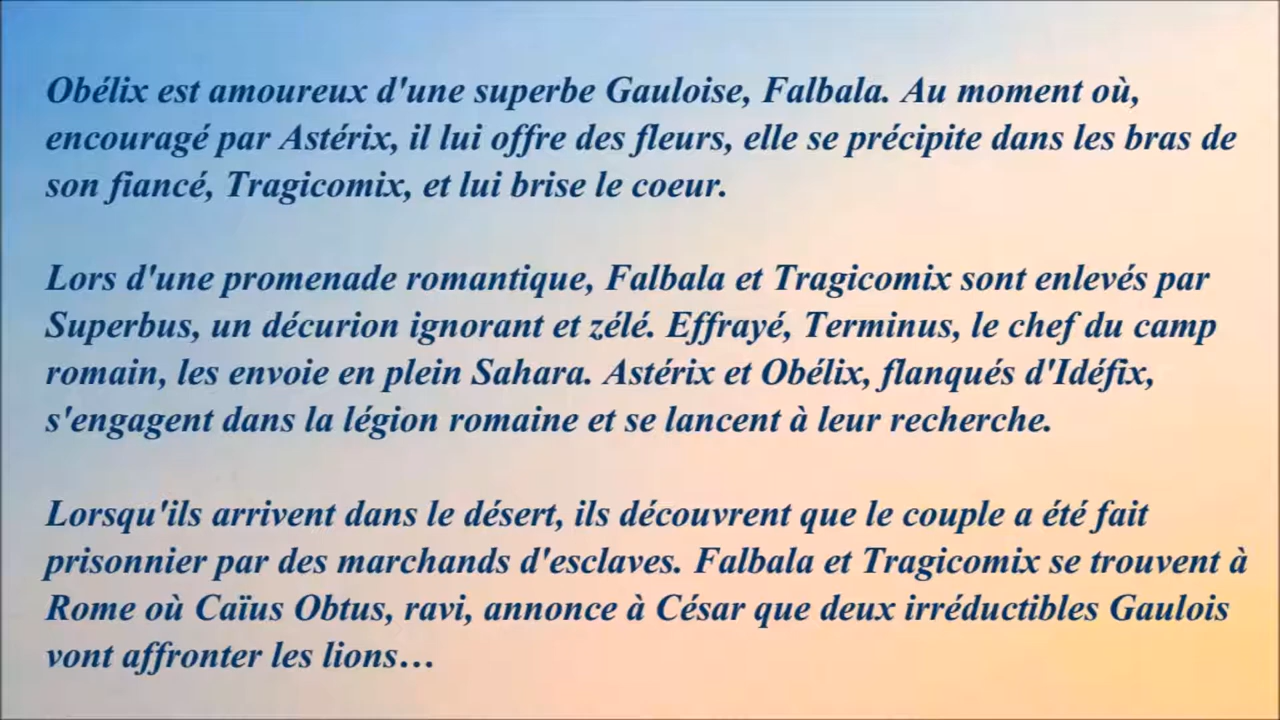 Obélix est amoureux d'une superbe Gauloise, Falbala. Au moment où,
encouragé par Astérix, il lui offre des fleurs, elle se précipite dans les bras de
son fiancé, Tragicomix, et lui brise le coeur.
Lors d'une promenade romantique, Falbala et Tragicomix sont enlevés par
Superbus, un décurion ignorant et zélé. Effrayé, Terminus, le chef du camp
romain, les envoie en plein Sahara. Astérix et Obélix, flanqués d'Idéfix,
s'engagent dans la légion romaine et se lancent à leur recherche.
Lorsqu'ils arrivent dans le désert, ils découvrent que le couple a été fait
prisonnier par des marchands d'esclaves. Falbala et Tragicomix se trouvent à
Rome où Caïus Obtus, ravi, annonce à César que deux irréductibles Gaulois
vont affronter les lions…